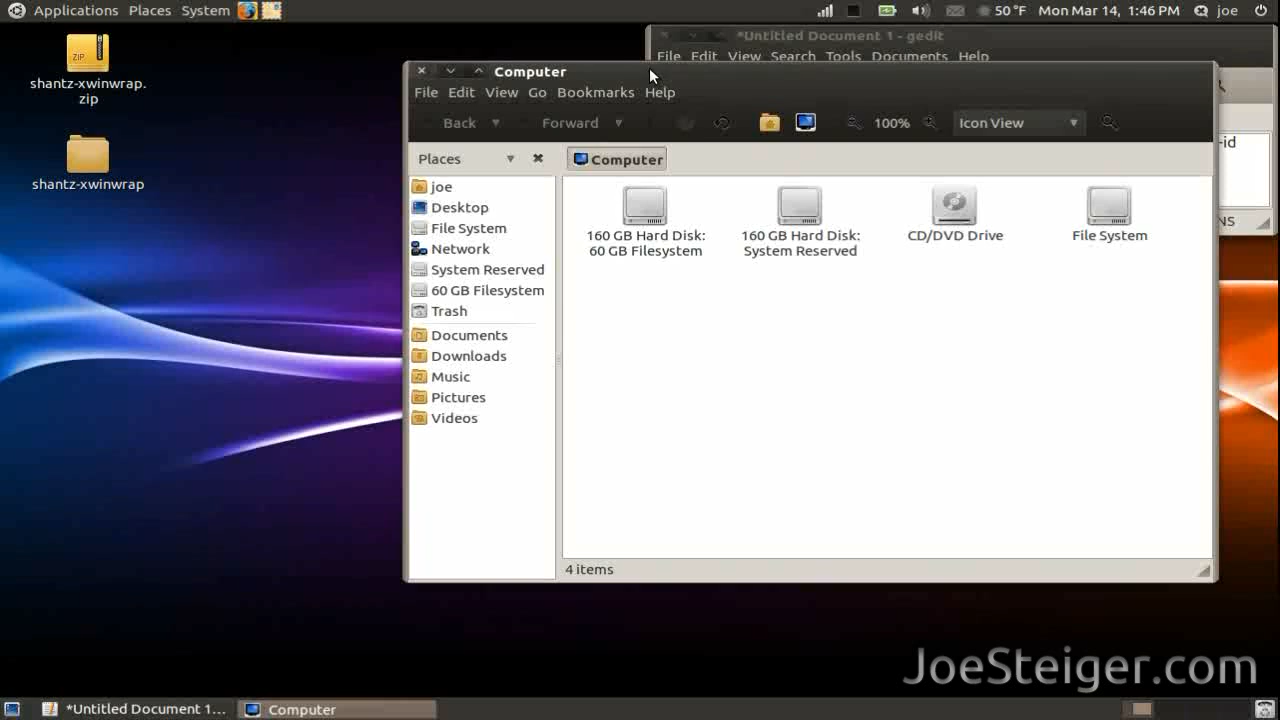 Applications Places System 50 °F Mon Mar 14, 1:46 PM joe
ZIP
shantz-xwinwrap.
zip
shantz-xwinwrap
*Untitled Document 1 - gedit
File Edit View Search Tools Documents Help
-id
NS
Computer
File Edit View Go Bookmarks Help
Back Forward 100% Icon View
Places
Computer
joe
Desktop
File System
Network
System Reserved
60 GB Filesystem
Trash
Documents
Downloads
Music
Pictures
Videos
160 GB Hard Disk:
60 GB Filesystem
160 GB Hard Disk:
System Reserved
CD/DVD Drive
File System
4 items
JoeSteiger.com
*Untitled Document 1... Computer